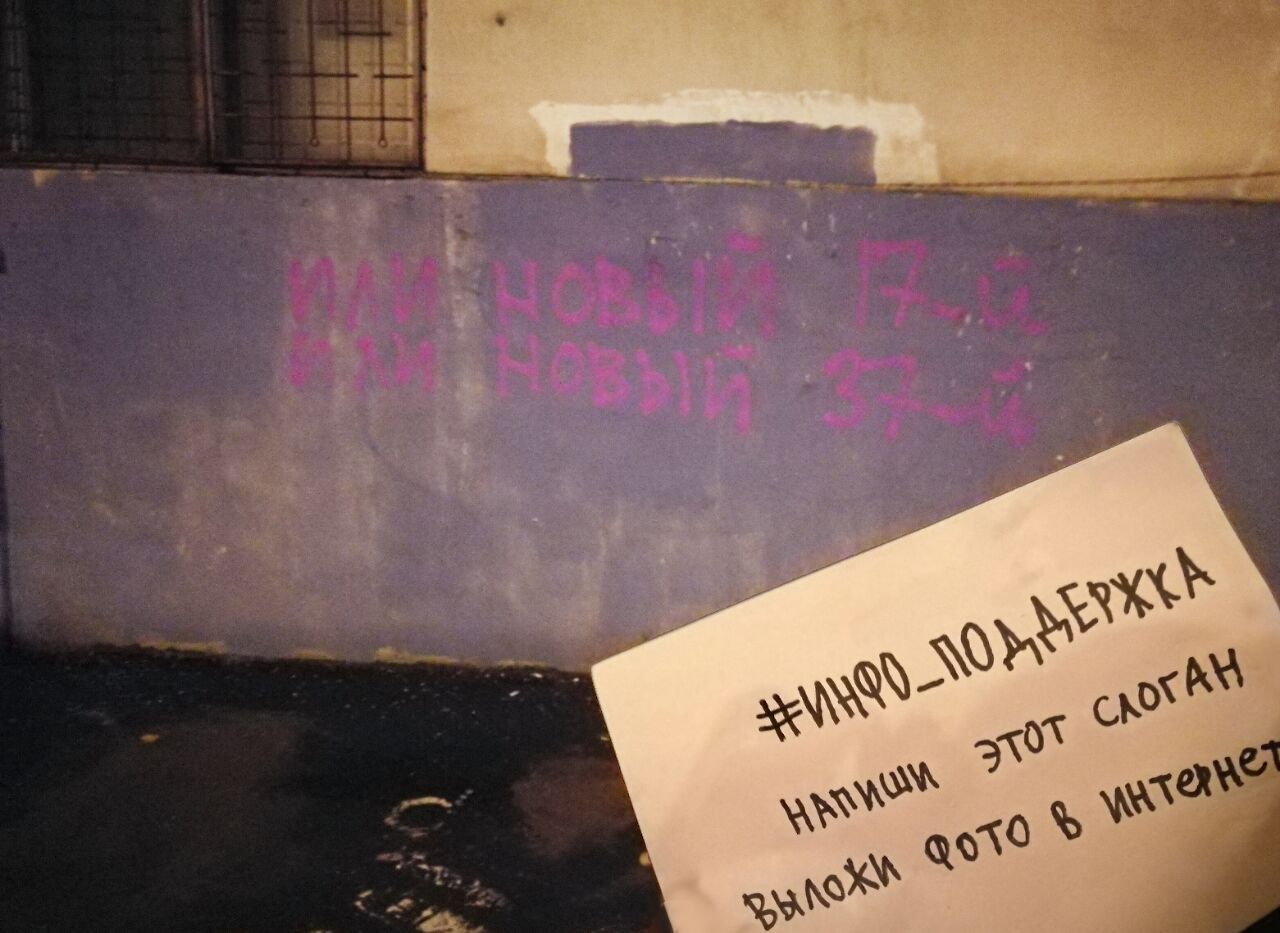 или новый 17-й
или новый 37-й
#ИНФО_ПОДДЕРЖКА
НАПИШИ ЭТОТ СЛОГАН
ВЫЛОЖИ ФОТО В ИНТЕРНЕТ